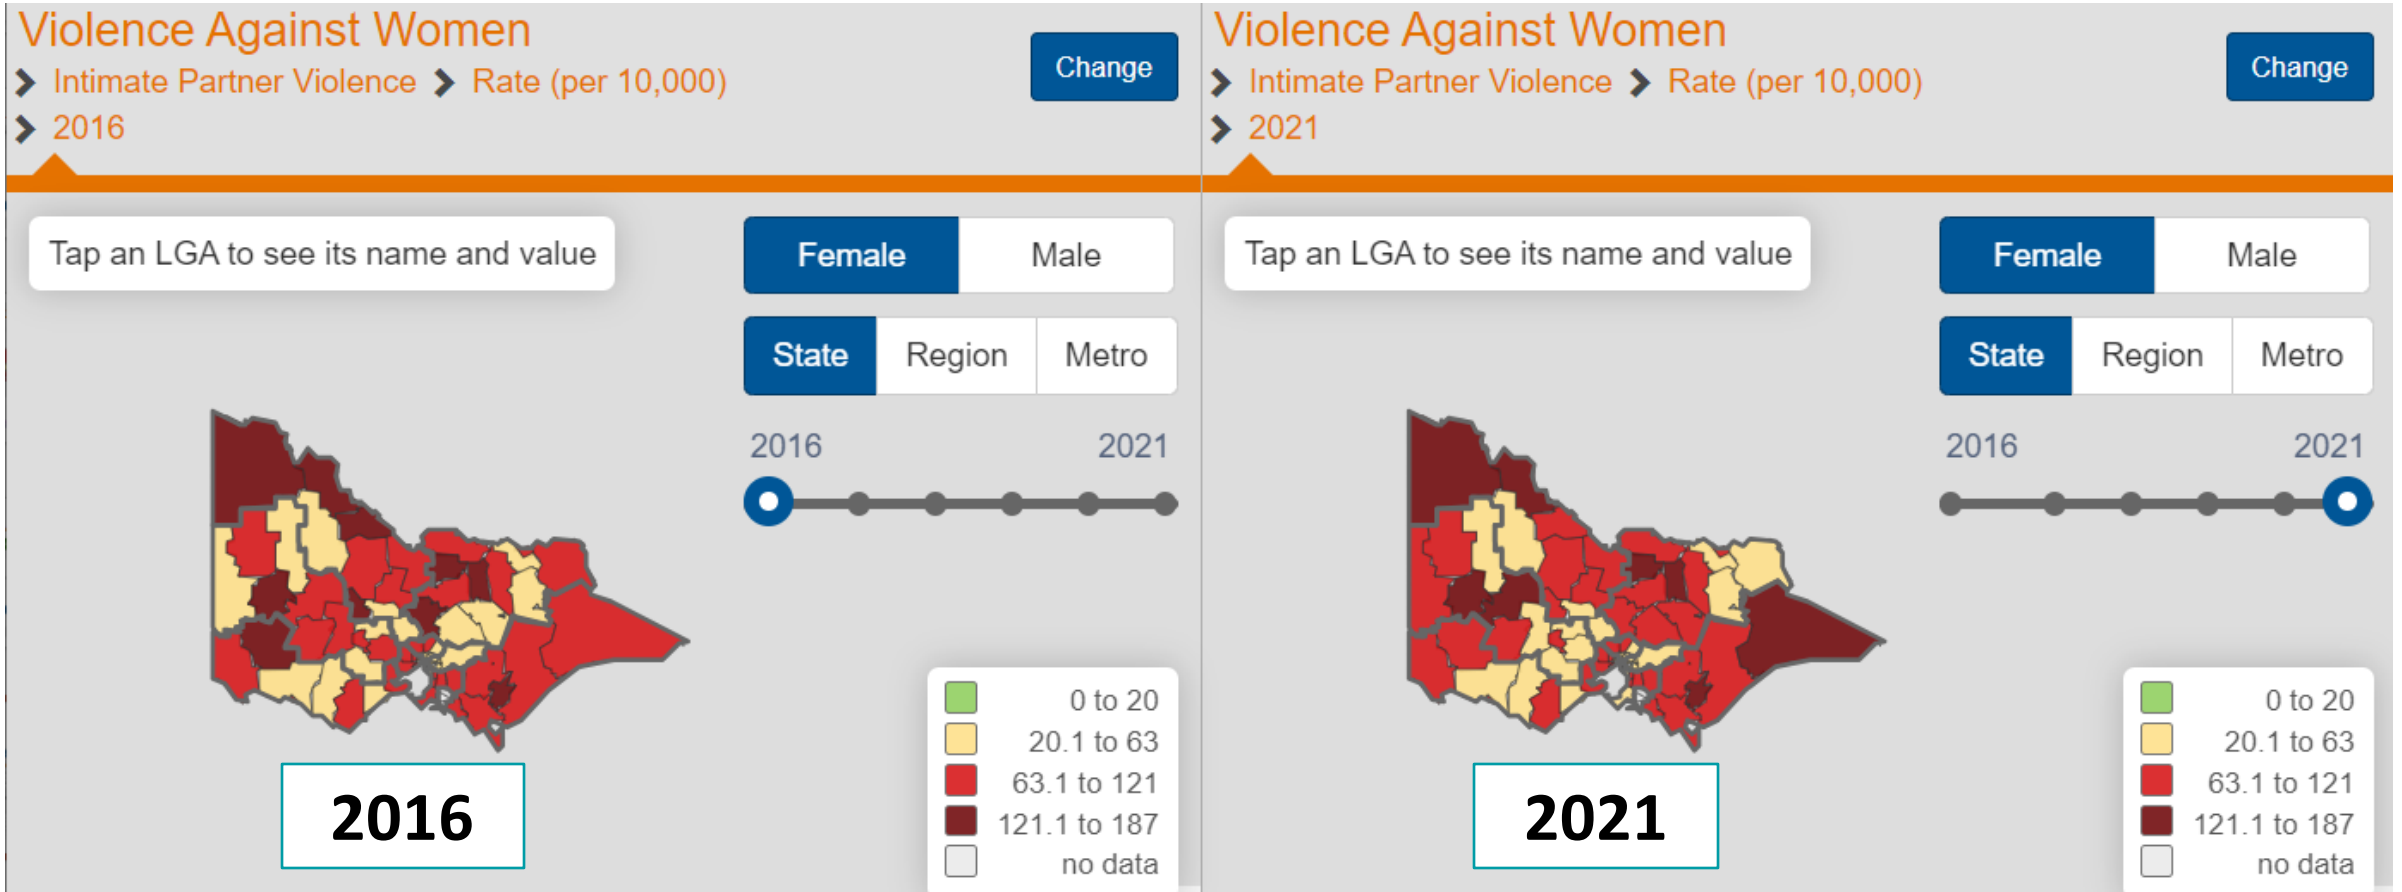 Violence Against Women
Intimate Partner Violence Rate (per 10,000)
2016
Change
Tap an LGA to see its name and value
Female Male
State Region Metro
2016 2021
0 to 20
20.1 to 63
63.1 to 121
121.1 to 187
no data
2016
Violence Against Women
Intimate Partner Violence Rate (per 10,000)
2021
Change
Tap an LGA to see its name and value
Female Male
State Region Metro
2016 2021
0 to 20
20.1 to 63
63.1 to 121
121.1 to 187
no data
2021